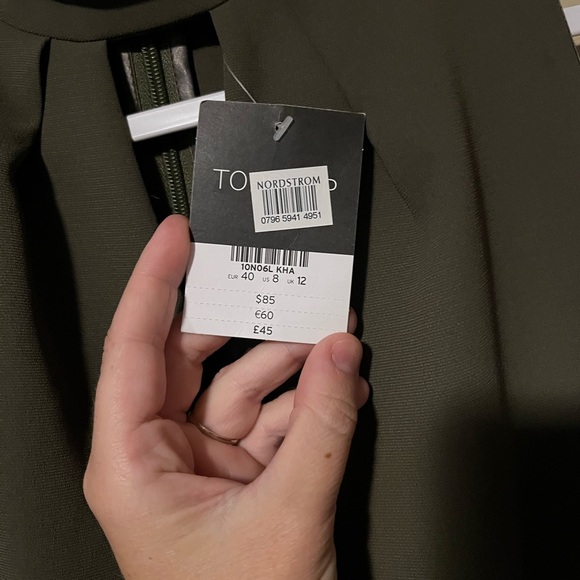 TO
NORDSTROM
0796 5941 4951
10N06L KHA
EUR 40 US 8 UK 12
$85
€60
£45